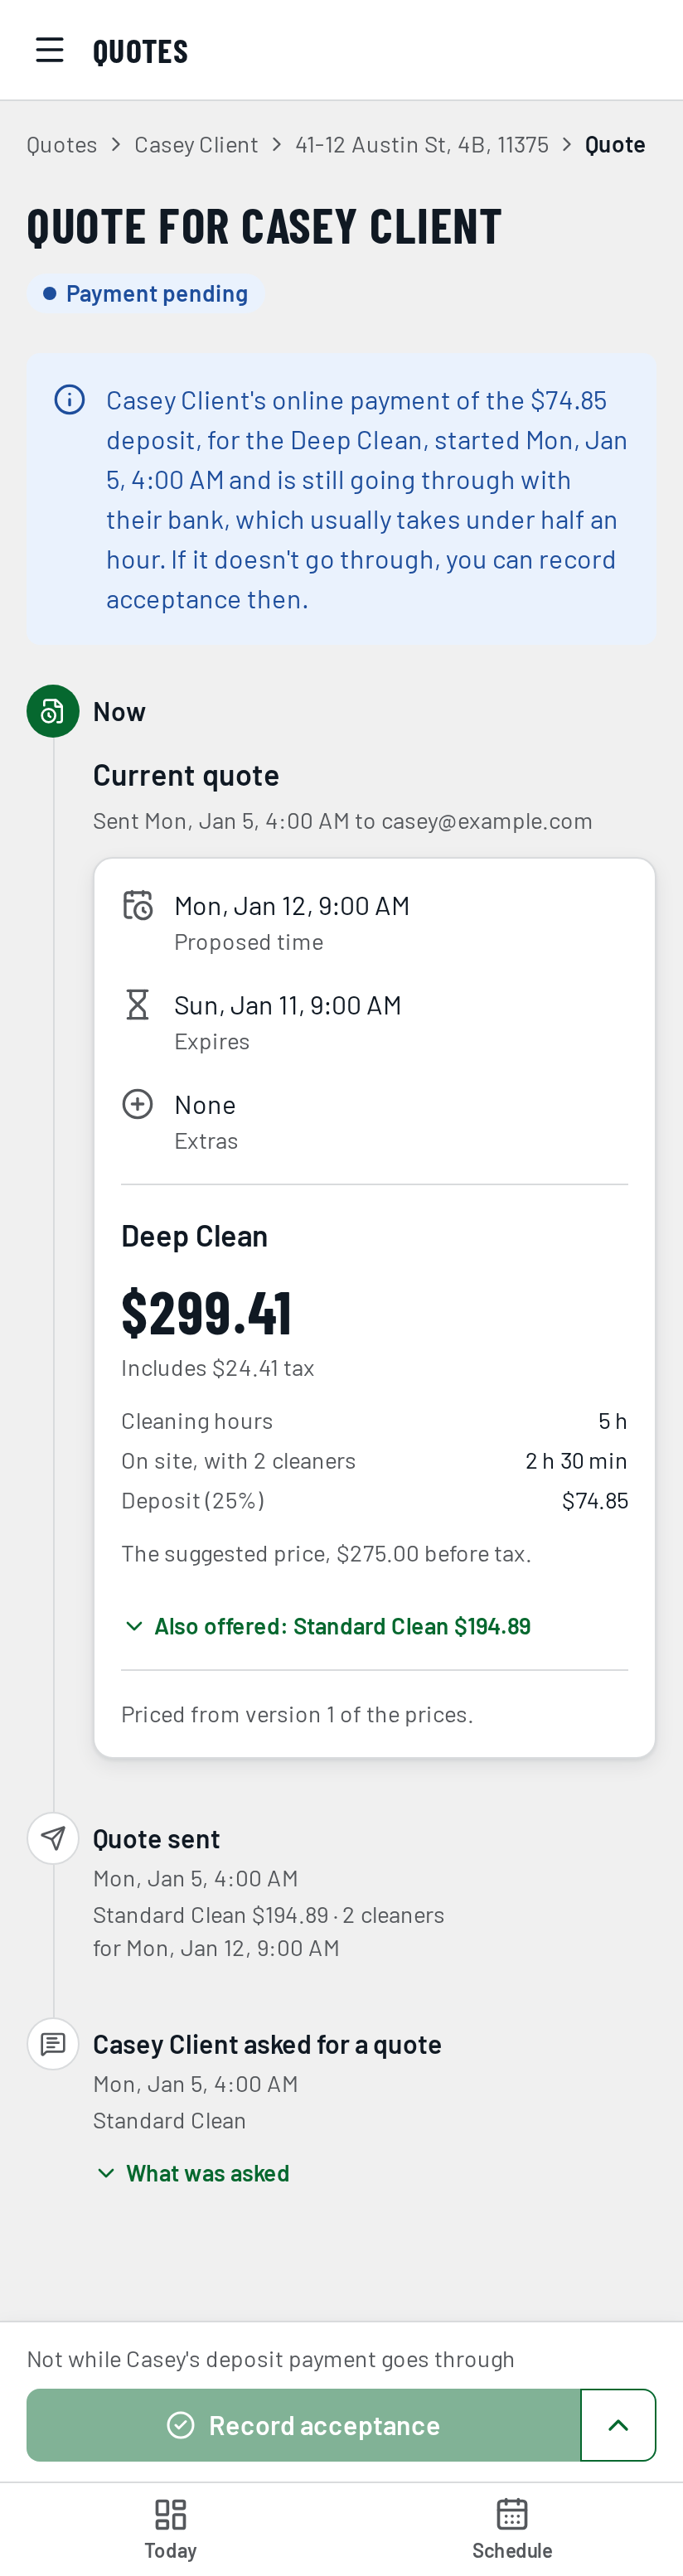 QUOTES
Quotes > Casey Client > 41-12 Austin St, 4B, 11375 > Quote
QUOTE FOR CASEY CLIENT
Payment pending
Casey Client's online payment of the $74.85
deposit, for the Deep Clean, started Mon, Jan
5, 4:00 AM and is still going through with
their bank, which usually takes under half an
hour. If it doesn't go through, you can record
acceptance then.
Now
Current quote
Sent Mon, Jan 5, 4:00 AM to casey@example.com
Mon, Jan 12, 9:00 AM
Proposed time
Sun, Jan 11, 9:00 AM
Expires
None
Extras
Deep Clean
$299.41
Includes $24.41 tax
Cleaning hours 5 h
On site, with 2 cleaners 2 h 30 min
Deposit (25%) $74.85
The suggested price, $275.00 before tax.
Also offered: Standard Clean $194.89
Priced from version 1 of the prices.
Quote sent
Mon, Jan 5, 4:00 AM
Standard Clean $194.89 · 2 cleaners
for Mon, Jan 12, 9:00 AM
Casey Client asked for a quote
Mon, Jan 5, 4:00 AM
Standard Clean
What was asked
Not while Casey's deposit payment goes through
Record acceptance
Today Schedule